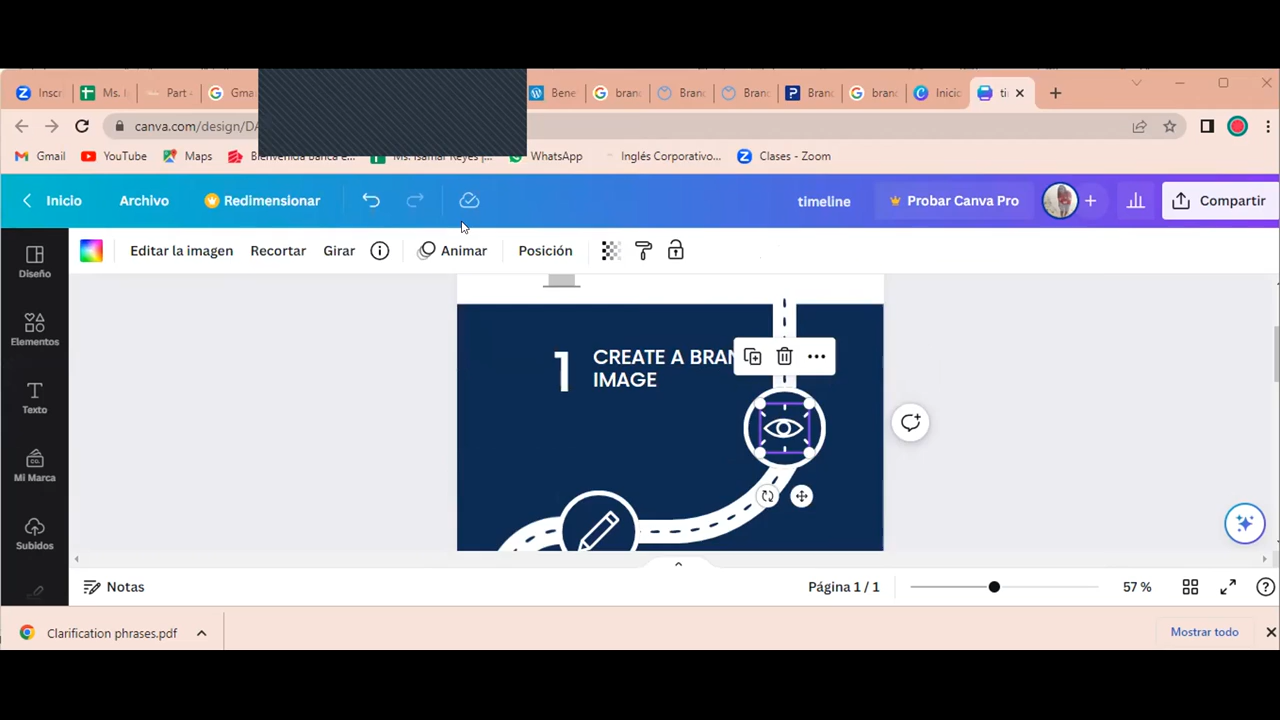 Inscr
Ms. I
Part -
Gma
Bene
branc
Branc
Branc
Branc
branc
Inicio
tir
canva.com/design/DA
Gmail
YouTube
Maps
Bienvenida Banca e...
Ms. Isamar Reyes |...
WhatsApp
Inglés Corporativo...
Clases - Zoom
Inicio
Archivo
Redimensionar
timeline
Probar Canva Pro
Compartir
Editar la imagen
Recortar
Girar
Animar
Posición
Diseño
Elementos
Texto
Mi Marca
Subidos
1
CREATE A BRAN
IMAGE
Notas
Página 1 / 1
57 %
Clarification phrases.pdf
Mostrar todo